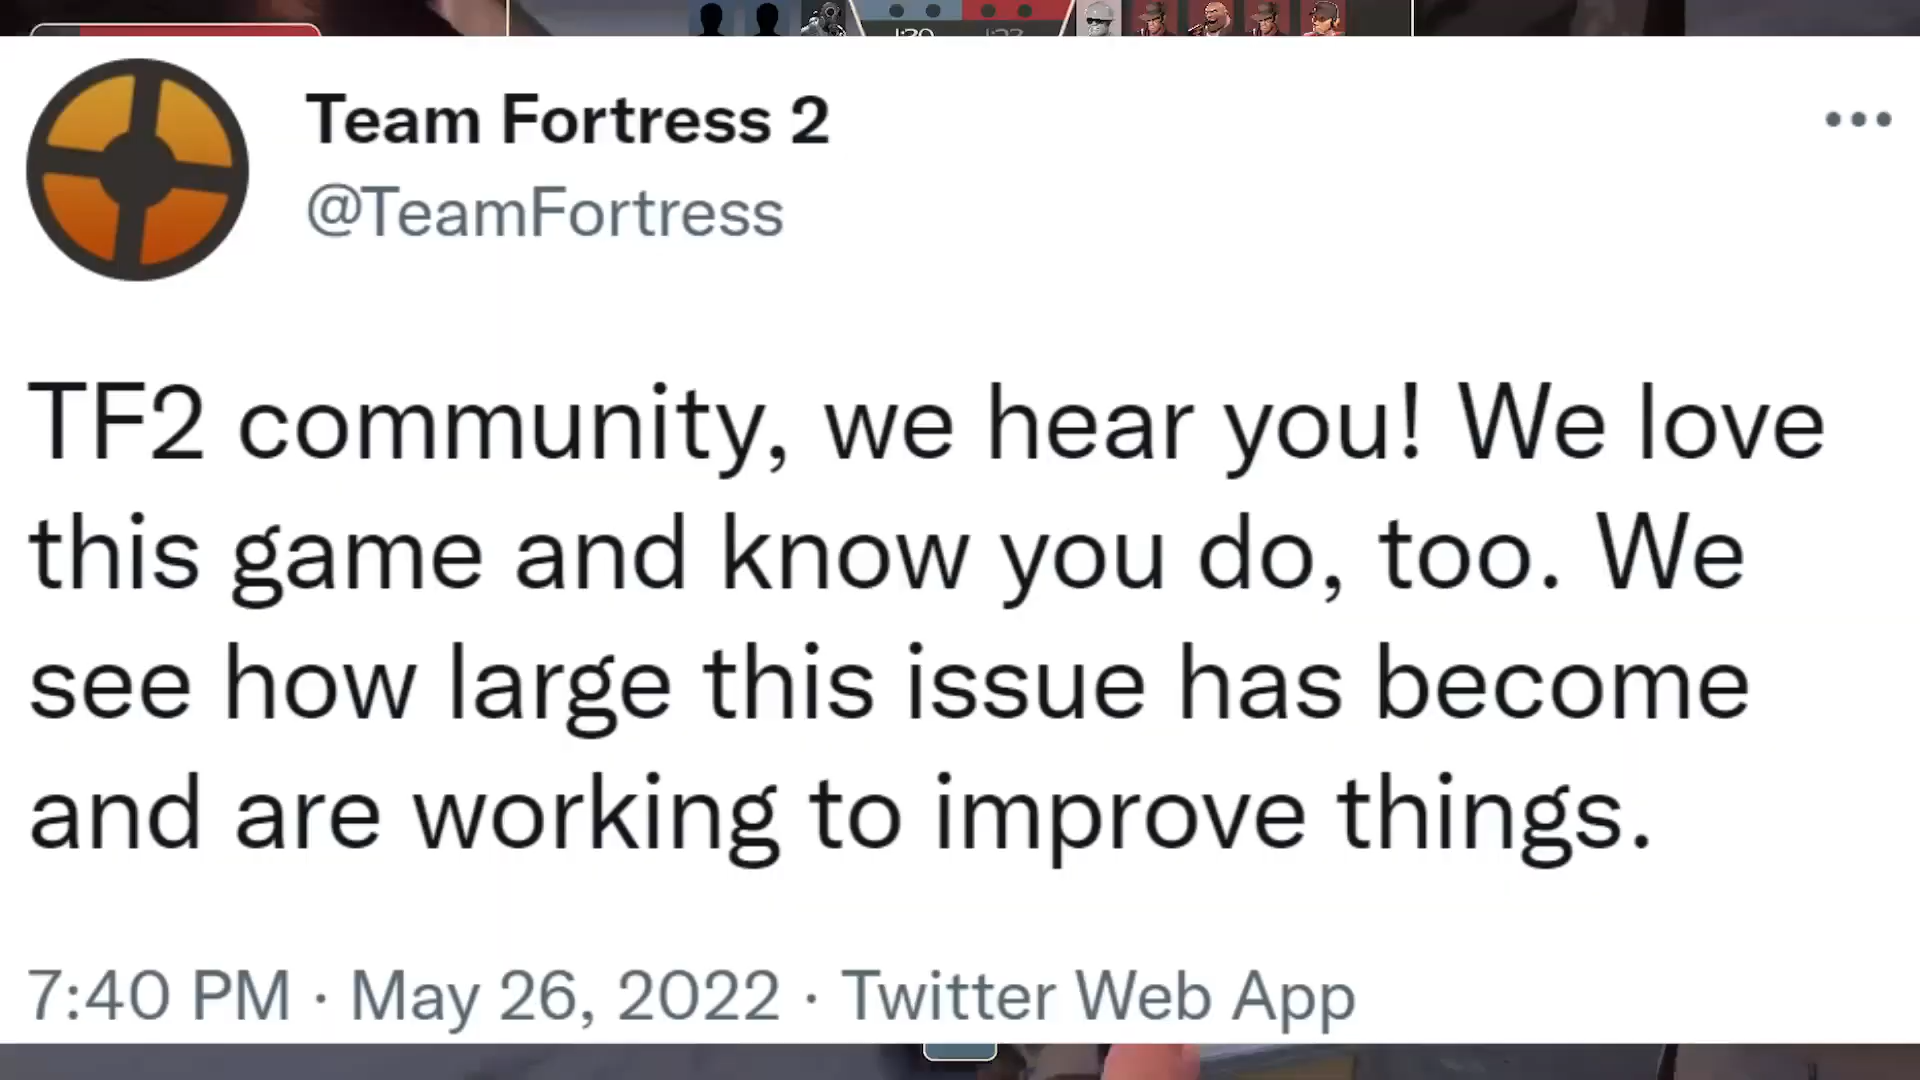 Team Fortress 2
@TeamFortress
TF2 community, we hear you! We love
this game and know you do, too. We
see how large this issue has become
and are working to improve things.
7:40 PM · May 26, 2022 · Twitter Web App